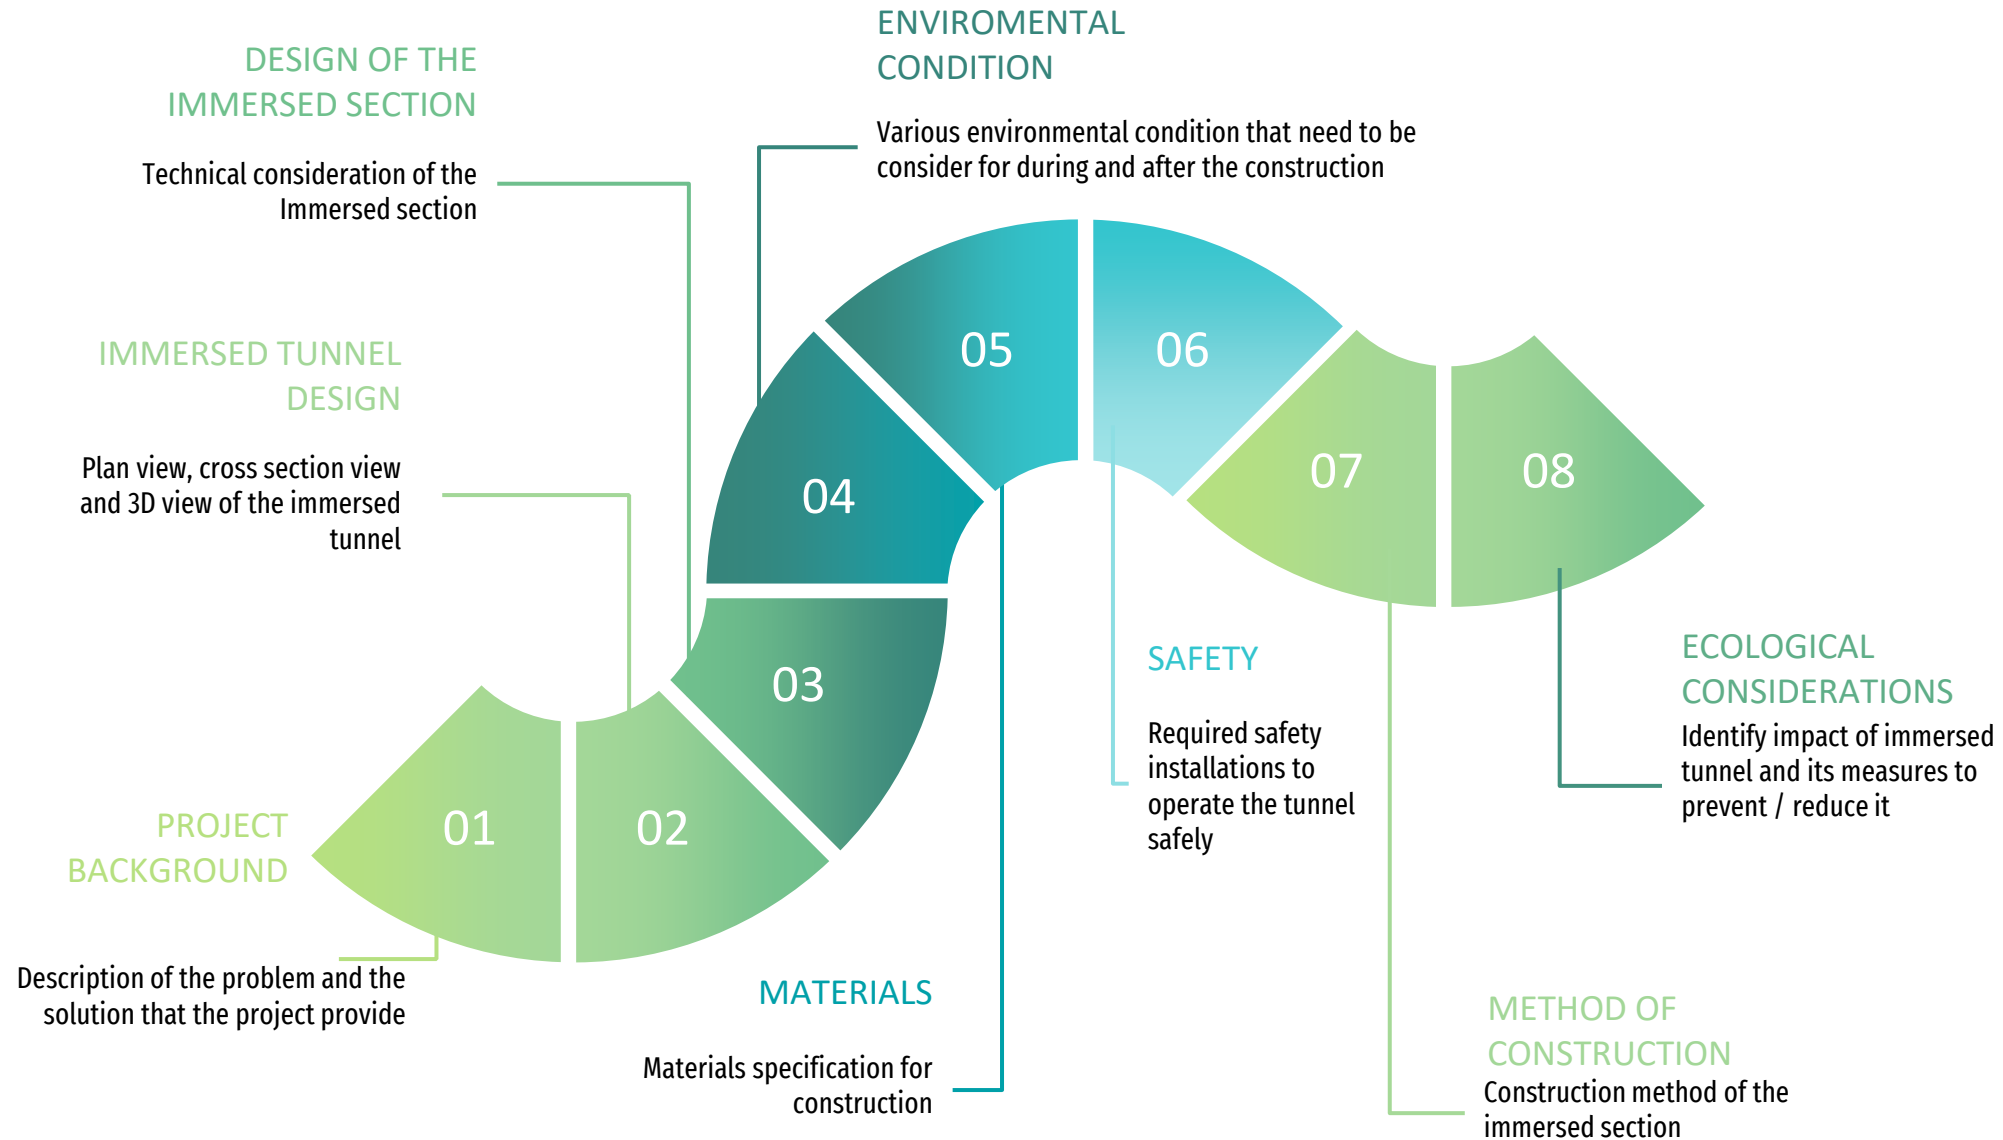 01
PROJECT
BACKGROUND
Description of the problem and the
solution that the project provide
02
IMMERSED TUNNEL
DESIGN
Plan view, cross section view
and 3D view of the immersed
tunnel
03
DESIGN OF THE
IMMERSED SECTION
Technical consideration of the
Immersed section
04
ENVIROMENTAL
CONDITION
Various environmental condition that need to be
consider for during and after the construction
05
MATERIALS
Materials specification for
construction
06
SAFETY
Required safety
installations to
operate the tunnel
safely
07
METHOD OF
CONSTRUCTION
Construction method of the
immersed section
08
ECOLOGICAL
CONSIDERATIONS
Identify impact of immersed
tunnel and its measures to
prevent / reduce it